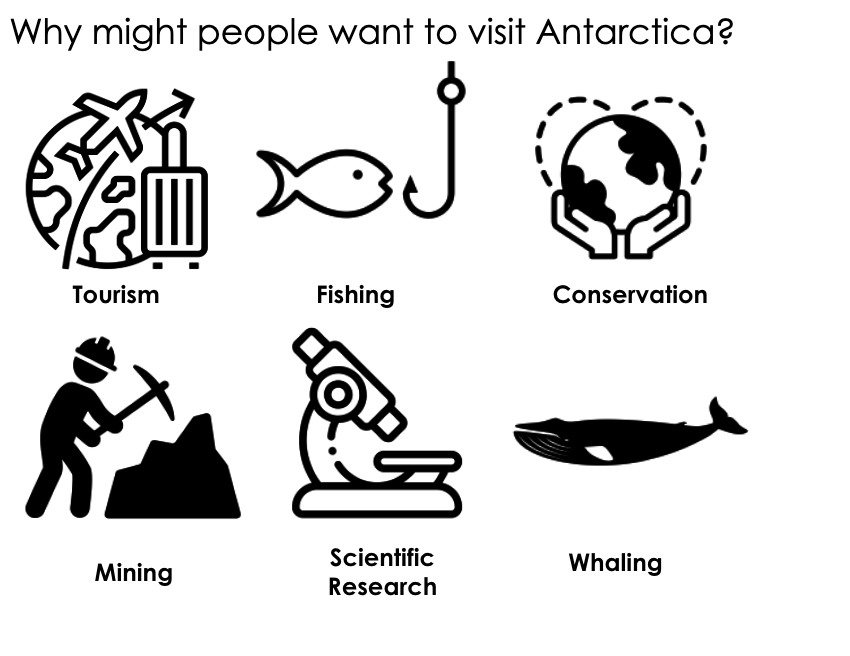 Why might people want to visit Antarctica?
Tourism
Fishing
Conservation
Mining
Scientific
Research
Whaling